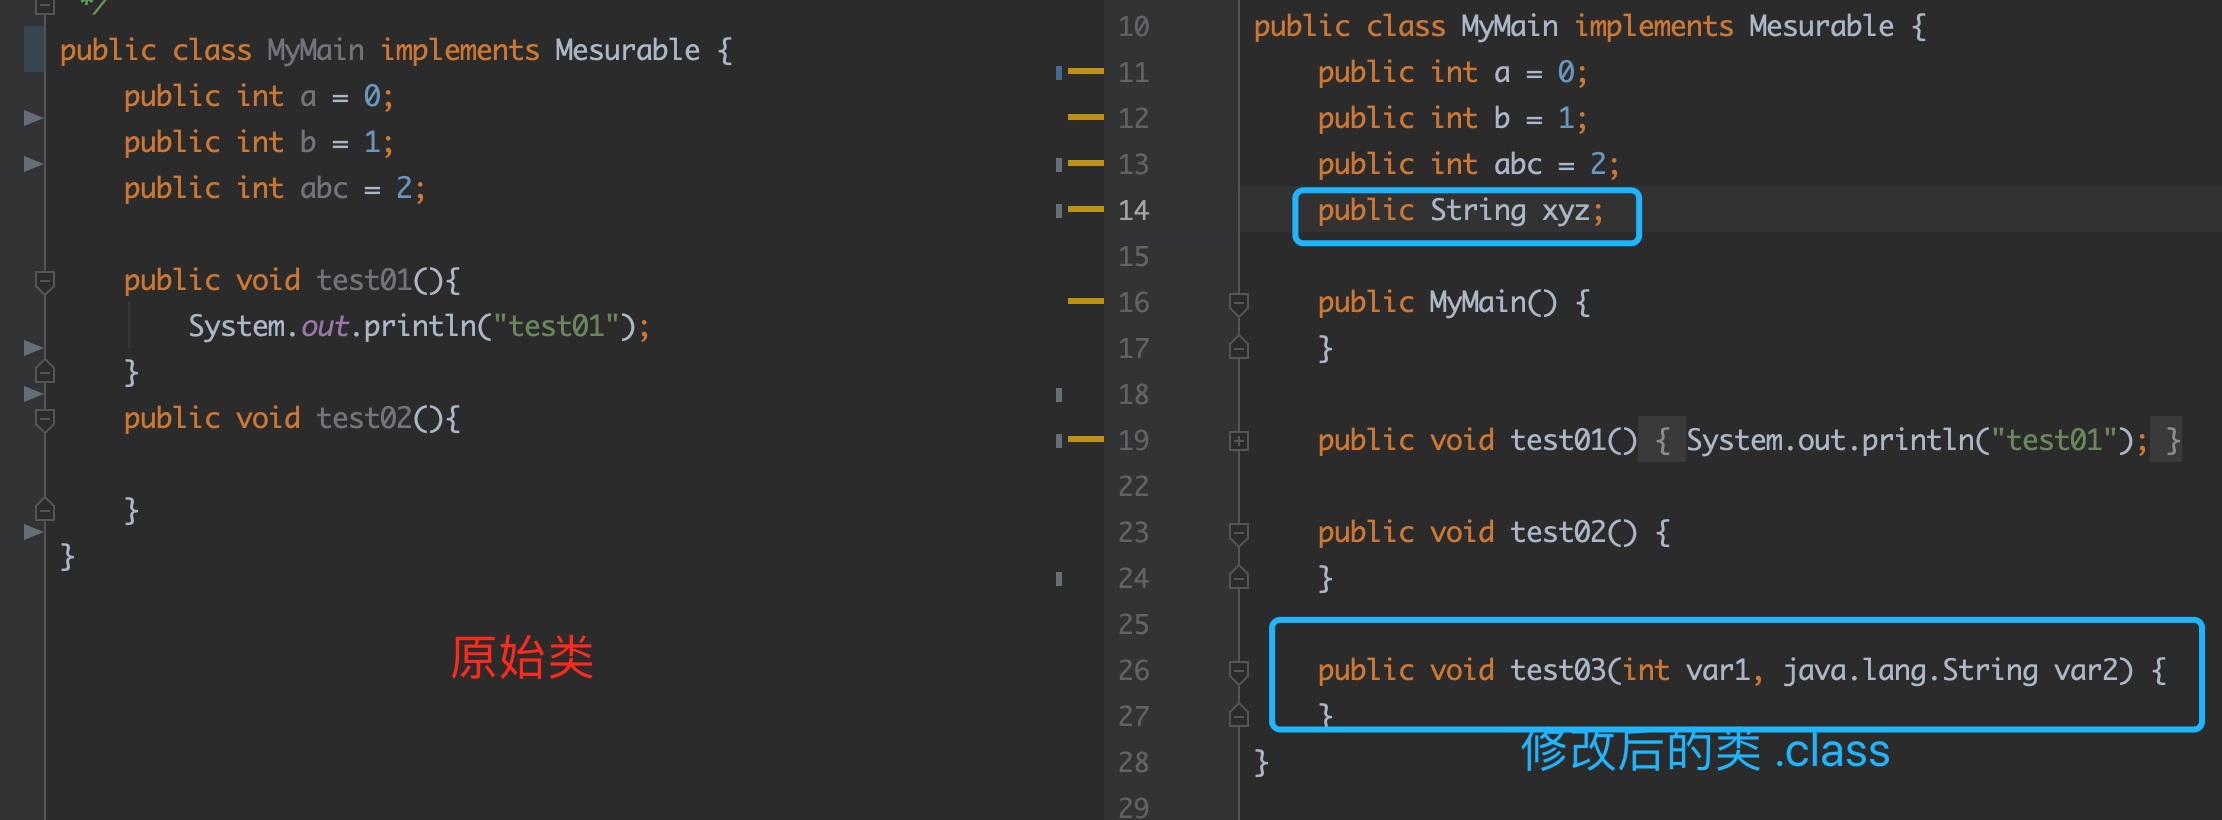 */
public class MyMain implements Mesurable {
    public int a = 0;
    public int b = 1;
    public int abc = 2;
    public void test01(){
        System.out.println("test01");
    }
    public void test02(){
    }
}
原始类
10 public class MyMain implements Mesurable {
11     public int a = 0;
12     public int b = 1;
13     public int abc = 2;
14     public String xyz;
15
16     public MyMain() {
17     }
18
19     public void test01() { System.out.println("test01"); }
22
23     public void test02() {
24     }
25
26     public void test03(int var1, java.lang.String var2) {
27     }
修改后的类 .class
28 }
29